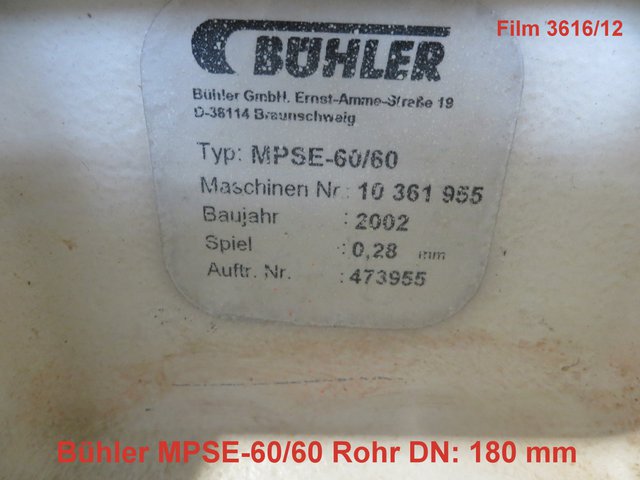 Film 3616/12
BÜHLER
Bühler GmbH. Ernst-Amme-Straße 19
D-38114 Braunschweig
Typ: MPSE-60/60
Maschinen Nr.: 10 361 955
Baujahr : 2002
Spiel : 0,28 mm
Auftr. Nr. : 473955
Bühler MPSE-60/60 Rohr DN: 180 mm